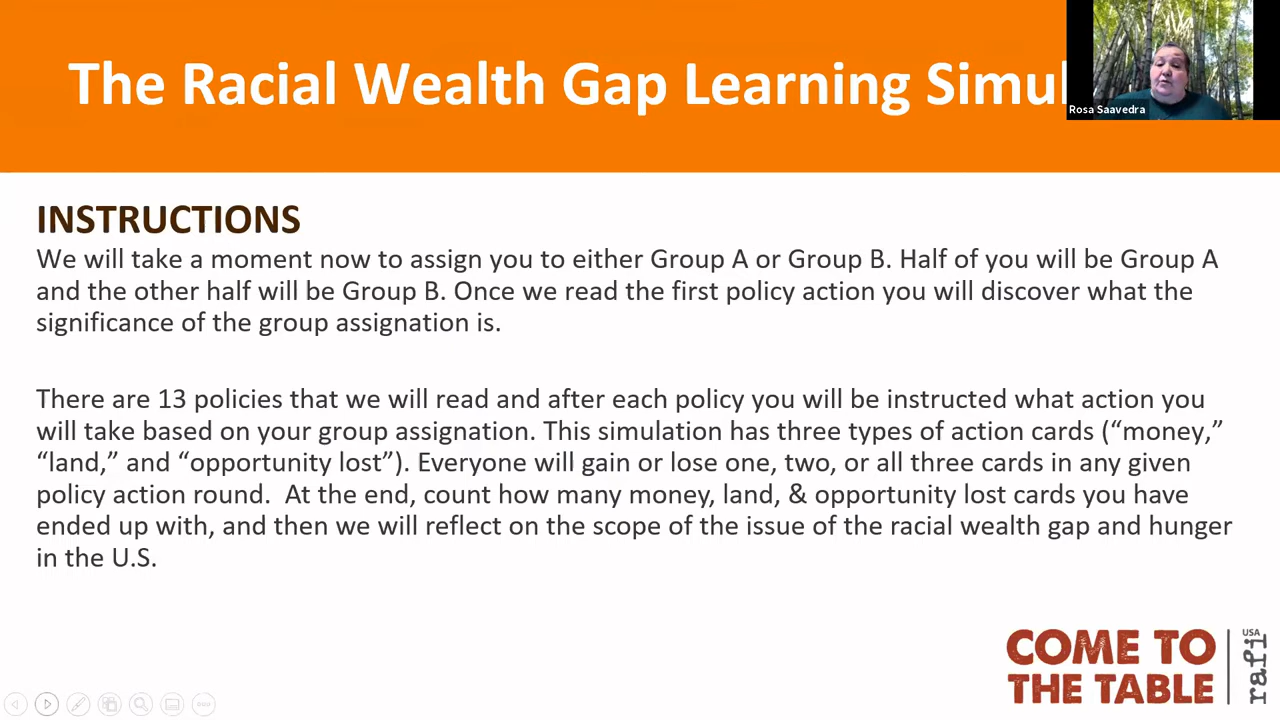 The Racial Wealth Gap Learning Simul
Rosa Saavedra
INSTRUCTIONS
We will take a moment now to assign you to either Group A or Group B. Half of you will be Group A
and the other half will be Group B. Once we read the first policy action you will discover what the
significance of the group assignation is.
There are 13 policies that we will read and after each policy you will be instructed what action you
will take based on your group assignation. This simulation has three types of action cards (“money,”
“land,” and “opportunity lost”). Everyone will gain or lose one, two, or all three cards in any given
policy action round.  At the end, count how many money, land, & opportunity lost cards you have
ended up with, and then we will reflect on the scope of the issue of the racial wealth gap and hunger
in the U.S.
COME TO
THE TABLE
rafi
USA